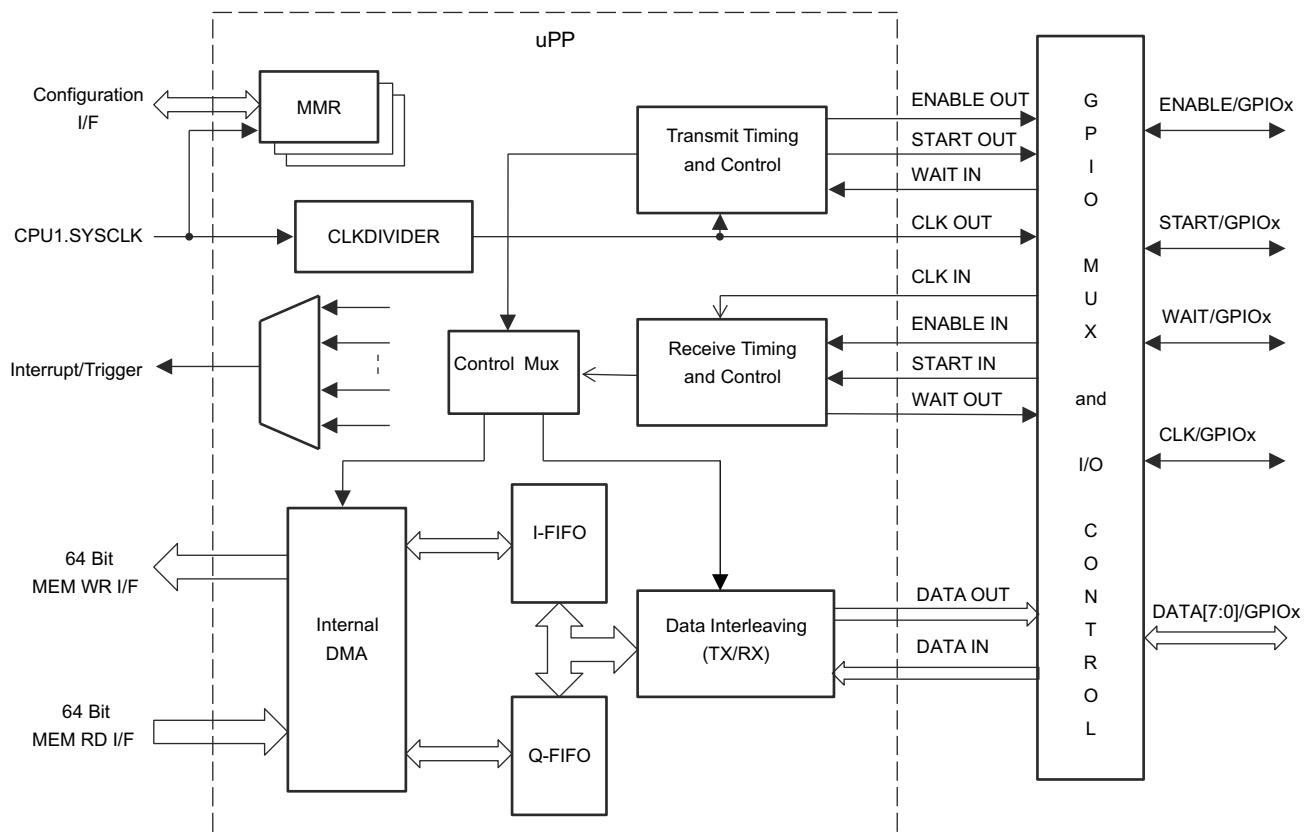 uPP
Configuration
I/F
MMR
CPU1.SYSCLK
CLKDIVIDER
Interrupt/Trigger
Transmit Timing
and Control
Control Mux
Receive Timing
and Control
64 Bit
MEM WR I/F
64 Bit
MEM RD I/F
Internal
DMA
I-FIFO
Q-FIFO
Data Interleaving
(TX/RX)
ENABLE OUT
START OUT
WAIT IN
CLK OUT
CLK IN
ENABLE IN
START IN
WAIT OUT
DATA OUT
DATA IN
G
P
I
O
M
U
X
and
I/O
C
O
N
T
R
O
L
ENABLE/GPIOx
START/GPIOx
WAIT/GPIOx
CLK/GPIOx
DATA[7:0]/GPIOx